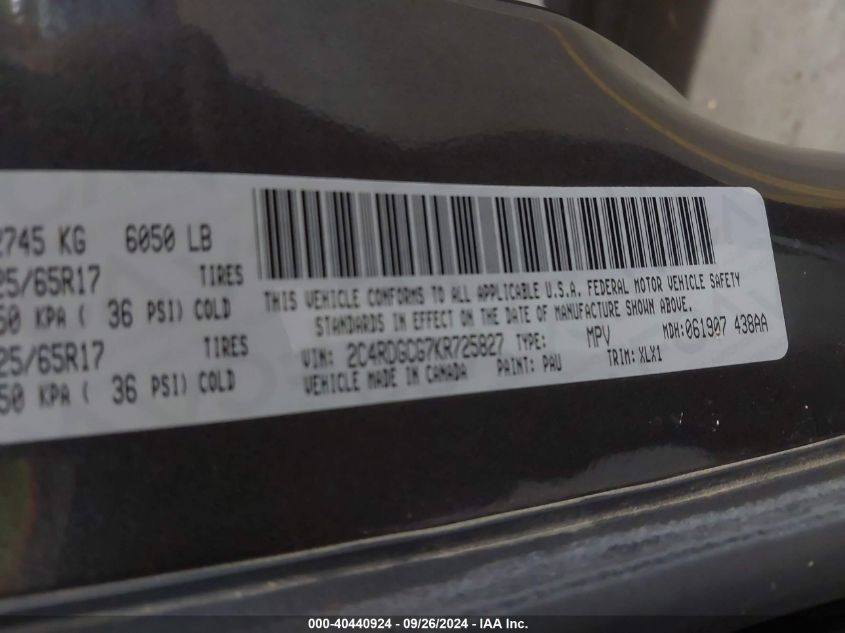 2745 KG 6050 LB
25/65R17 TIRES
50 KPA ( 36 PSI) COLD
25/65R17 TIRES
50 KPA ( 36 PSI) COLD
THIS VEHICLE CONFORMS TO ALL APPLICABLE U.S.A. FEDERAL MOTOR VEHICLE SAFETY
STANDARDS IN EFFECT ON THE DATE OF MANUFACTURE SHOWN ABOVE.
VIN: 2C4RDGCG7KR725827 TYPE: MPV MDH:061907 438AA
VEHICLE MADE IN CANADA PAINT: PAU TRIM: XLX1
000-40440924 - 09/26/2024 - IAA Inc.